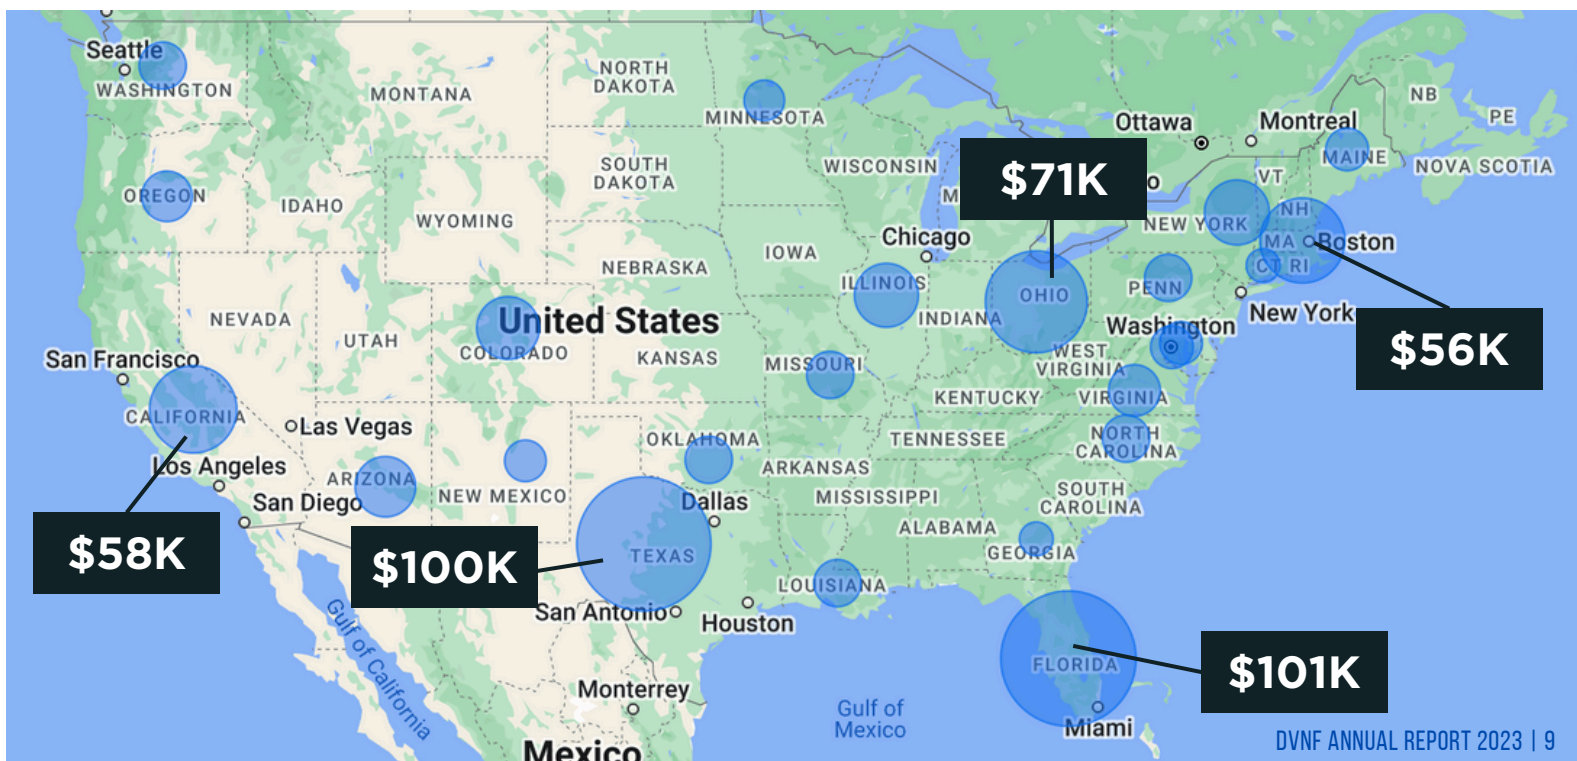 Seattle
WASHINGTON
MONTANA
NORTH
DAKOTA
MINNESOTA
Ottawa
Montreal
NB
PE
MAINE
NOVA SCOTIA
VT
NH
$71K
o
M
WISCONSIN
SOUTH
DAKOTA
OREGON
IDAHO
WYOMING
NEW YORK
MA
Boston
CT RI
Chicago
IOWA
NEBRASKA
ILLINOIS
INDIANA
OHIO
PENN
New York
$56K
NEVADA
UTAH
United States
COLORADO
KANSAS
MISSOURI
Washington
WEST
VIRGINIA
VIRGINIA
KENTUCKY
San Francisco
CALIFORNIA
Las Vegas
OKLAHOMA
TENNESSEE
NORTH
CAROLINA
ARKANSAS
Los Angeles
ARIZONA
NEW MEXICO
San Diego
Dallas
MISSISSIPPI
SOUTH
CAROLINA
ALABAMA
GEORGIA
$58K
$100K
TEXAS
LOUISIANA
San Antonio
Houston
Gulf of California
FLORIDA
$101K
Monterrey
Gulf of
Mexico
Miami
Mexico
DVNF ANNUAL REPORT 2023 | 9